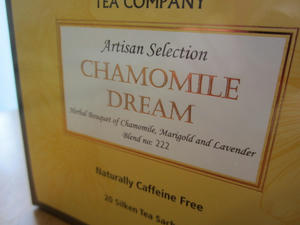 TEA COMPANY
Artisan Selection
CHAMOMILE
DREAM
Herbal Bouquet of Chamomile, Marigold and Lavender
Blend no: 222
Naturally Caffeine Free
20 Silken Tea